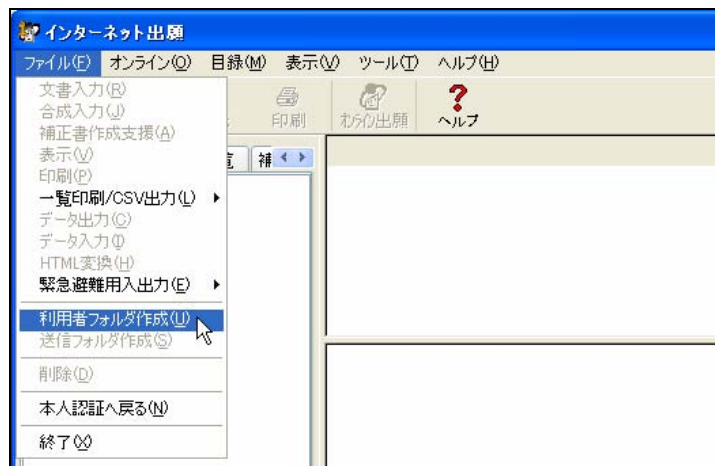 インターネット出願
ファイル(F) オンライン(O) 目録(M) 表示(V) ツール(T) ヘルプ(H)
文書入力(R)
合成入力(J)
補正書作成支援(A)
表示(V)
印刷(P)
一覧印刷/CSV出力(L)
データ出力(C)
データ入力(I)
HTML変換(H)
緊急避難用入出力(E)
利用者フォルダ作成(U)
送信フォルダ作成(S)
削除(D)
本人認証へ戻る(N)
終了(X)
印刷 オンライン出願 ヘルプ
覧 補